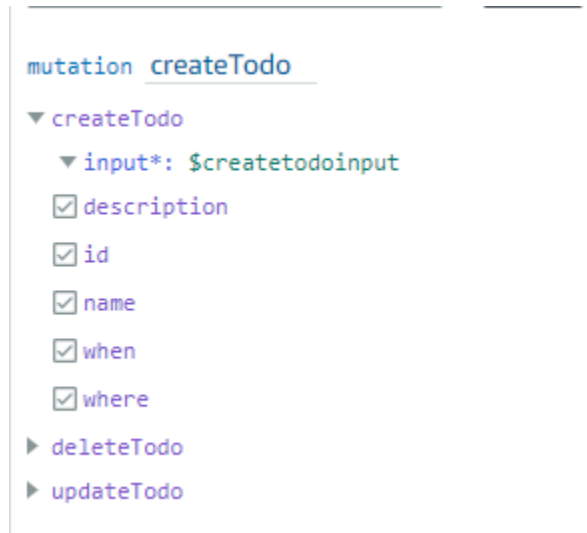 mutation createTodo
createTodo
input*: $createtodoinput
description
id
name
when
where
deleteTodo
updateTodo